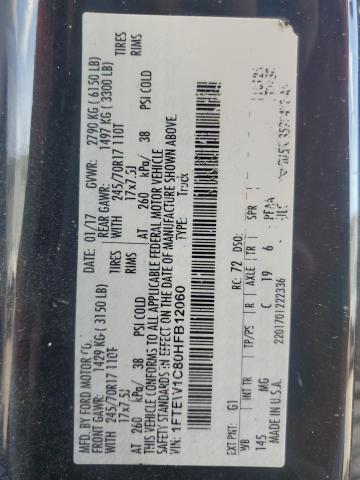 MFD. BY FORD MOTOR CO.
DATE: 01/17 GVWR: 2790 KG ( 6150 LB)
FRONT GAWR: 1429 KG ( 3150 LB) REAR GAWR: 1497 KG ( 3300 LB)
WITH 245/70R17 110T TIRES WITH 245/70R17 110T TIRES
17x7.5J RIMS 17x7.5J RIMS
AT 260 kPa/ 38 PSI COLD AT 260 kPa/ 38 PSI COLD
THIS VEHICLE CONFORMS TO ALL APPLICABLE FEDERAL MOTOR VEHICLE
SAFETY STANDARDS IN EFFECT ON THE DATE OF MANUFACTURE SHOWN ABOVE.
VIN: 1FTEW1C80HFB12060 TYPE: Truck
EXT PNT: G1 RC: 72 DSO:
WB INT TR TP/PS R AXLE TR SPR
145 MG C 19 6 PFAA
2201701222336
MADE IN U.S.A.